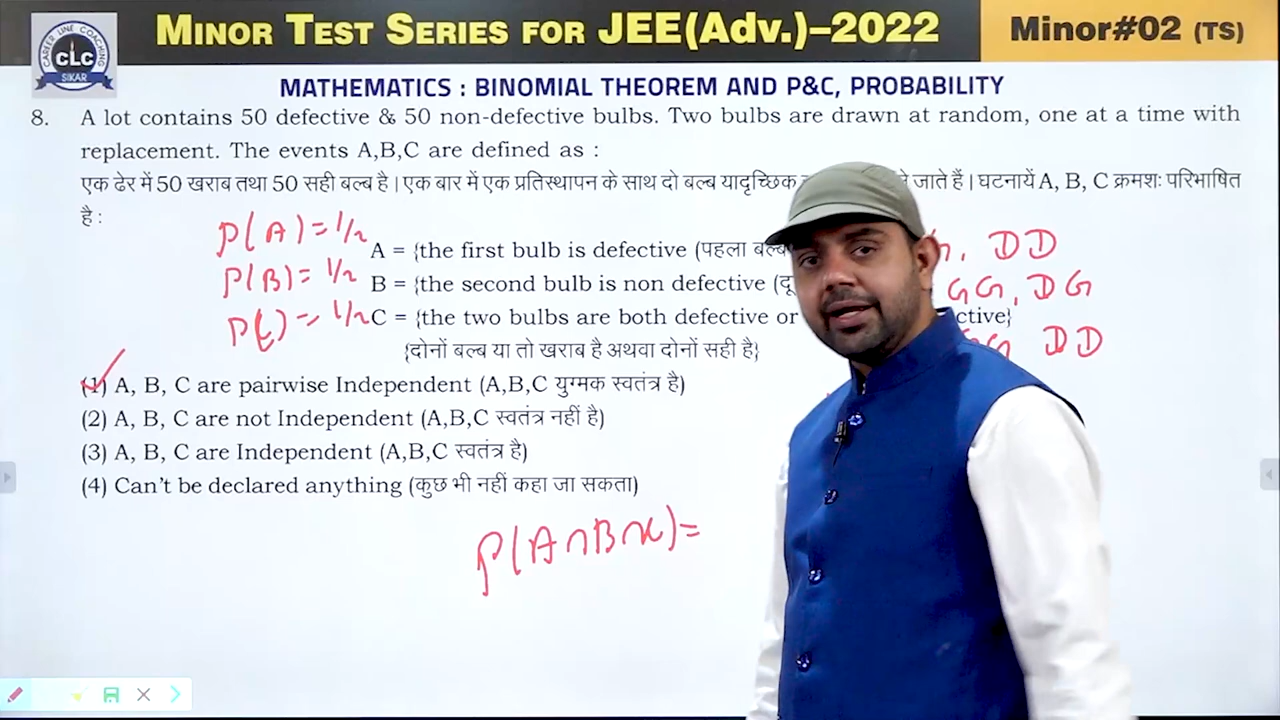 CAREER LINE COACHING
CLC
SIKAR
MINOR TEST SERIES FOR JEE(Adv.)–2022
Minor#02 (TS)
MATHEMATICS : BINOMIAL THEOREM AND P&C, PROBABILITY
8. A lot contains 50 defective & 50 non-defective bulbs. Two bulbs are drawn at random, one at a time with
replacement. The events A,B,C are defined as :
एक ढेर में 50 खराब तथा 50 सही बल्ब है। एक बार में एक प्रतिस्थापन के साथ दो बल्ब यादृच्छिक जाते हैं। घटनायें A, B, C क्रमशः परिभाषित
है :
P(A) = 1/2 A = {the first bulb is defective (पहला DD
P(B) = 1/2 B = {the second bulb is non defective GG, DG
P(C) = 1/2 C = {the two bulbs are both defective or DD
{दोनों बल्ब या तो खराब है अथवा दोनों सही है}
(1) A, B, C are pairwise Independent (A,B,C युग्मक स्वतंत्र है)
(2) A, B, C are not Independent (A,B,C स्वतंत्र नहीं है)
(3) A, B, C are Independent (A,B,C स्वतंत्र है)
(4) Can't be declared anything (कुछ भी नहीं कहा जा सकता)
P(A∩B∩C) =